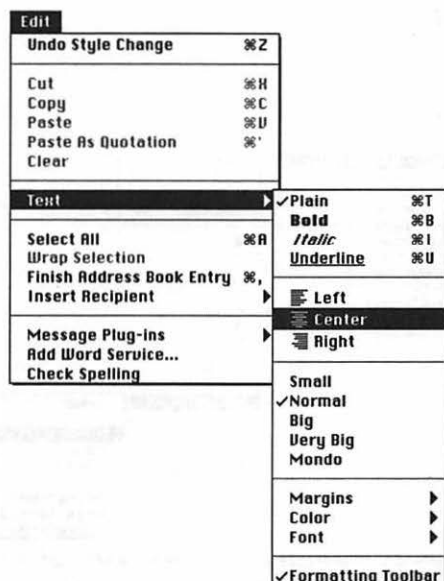 Edit
Undo Style Change ⌘Z
Cut ⌘X
Copy ⌘C
Paste ⌘V
Paste As Quotation ⌘'
Clear
Text
Select All ⌘A
Wrap Selection
Finish Address Book Entry ⌘,
Insert Recipient
Message Plug-ins
Add Word Service...
Check Spelling
✓Plain ⌘T
Bold ⌘B
Italic ⌘I
Underline ⌘U
Left
Center
Right
Small
✓Normal
Big
Very Big
Mondo
Margins
Color
Font
✓Formatting Toolbar